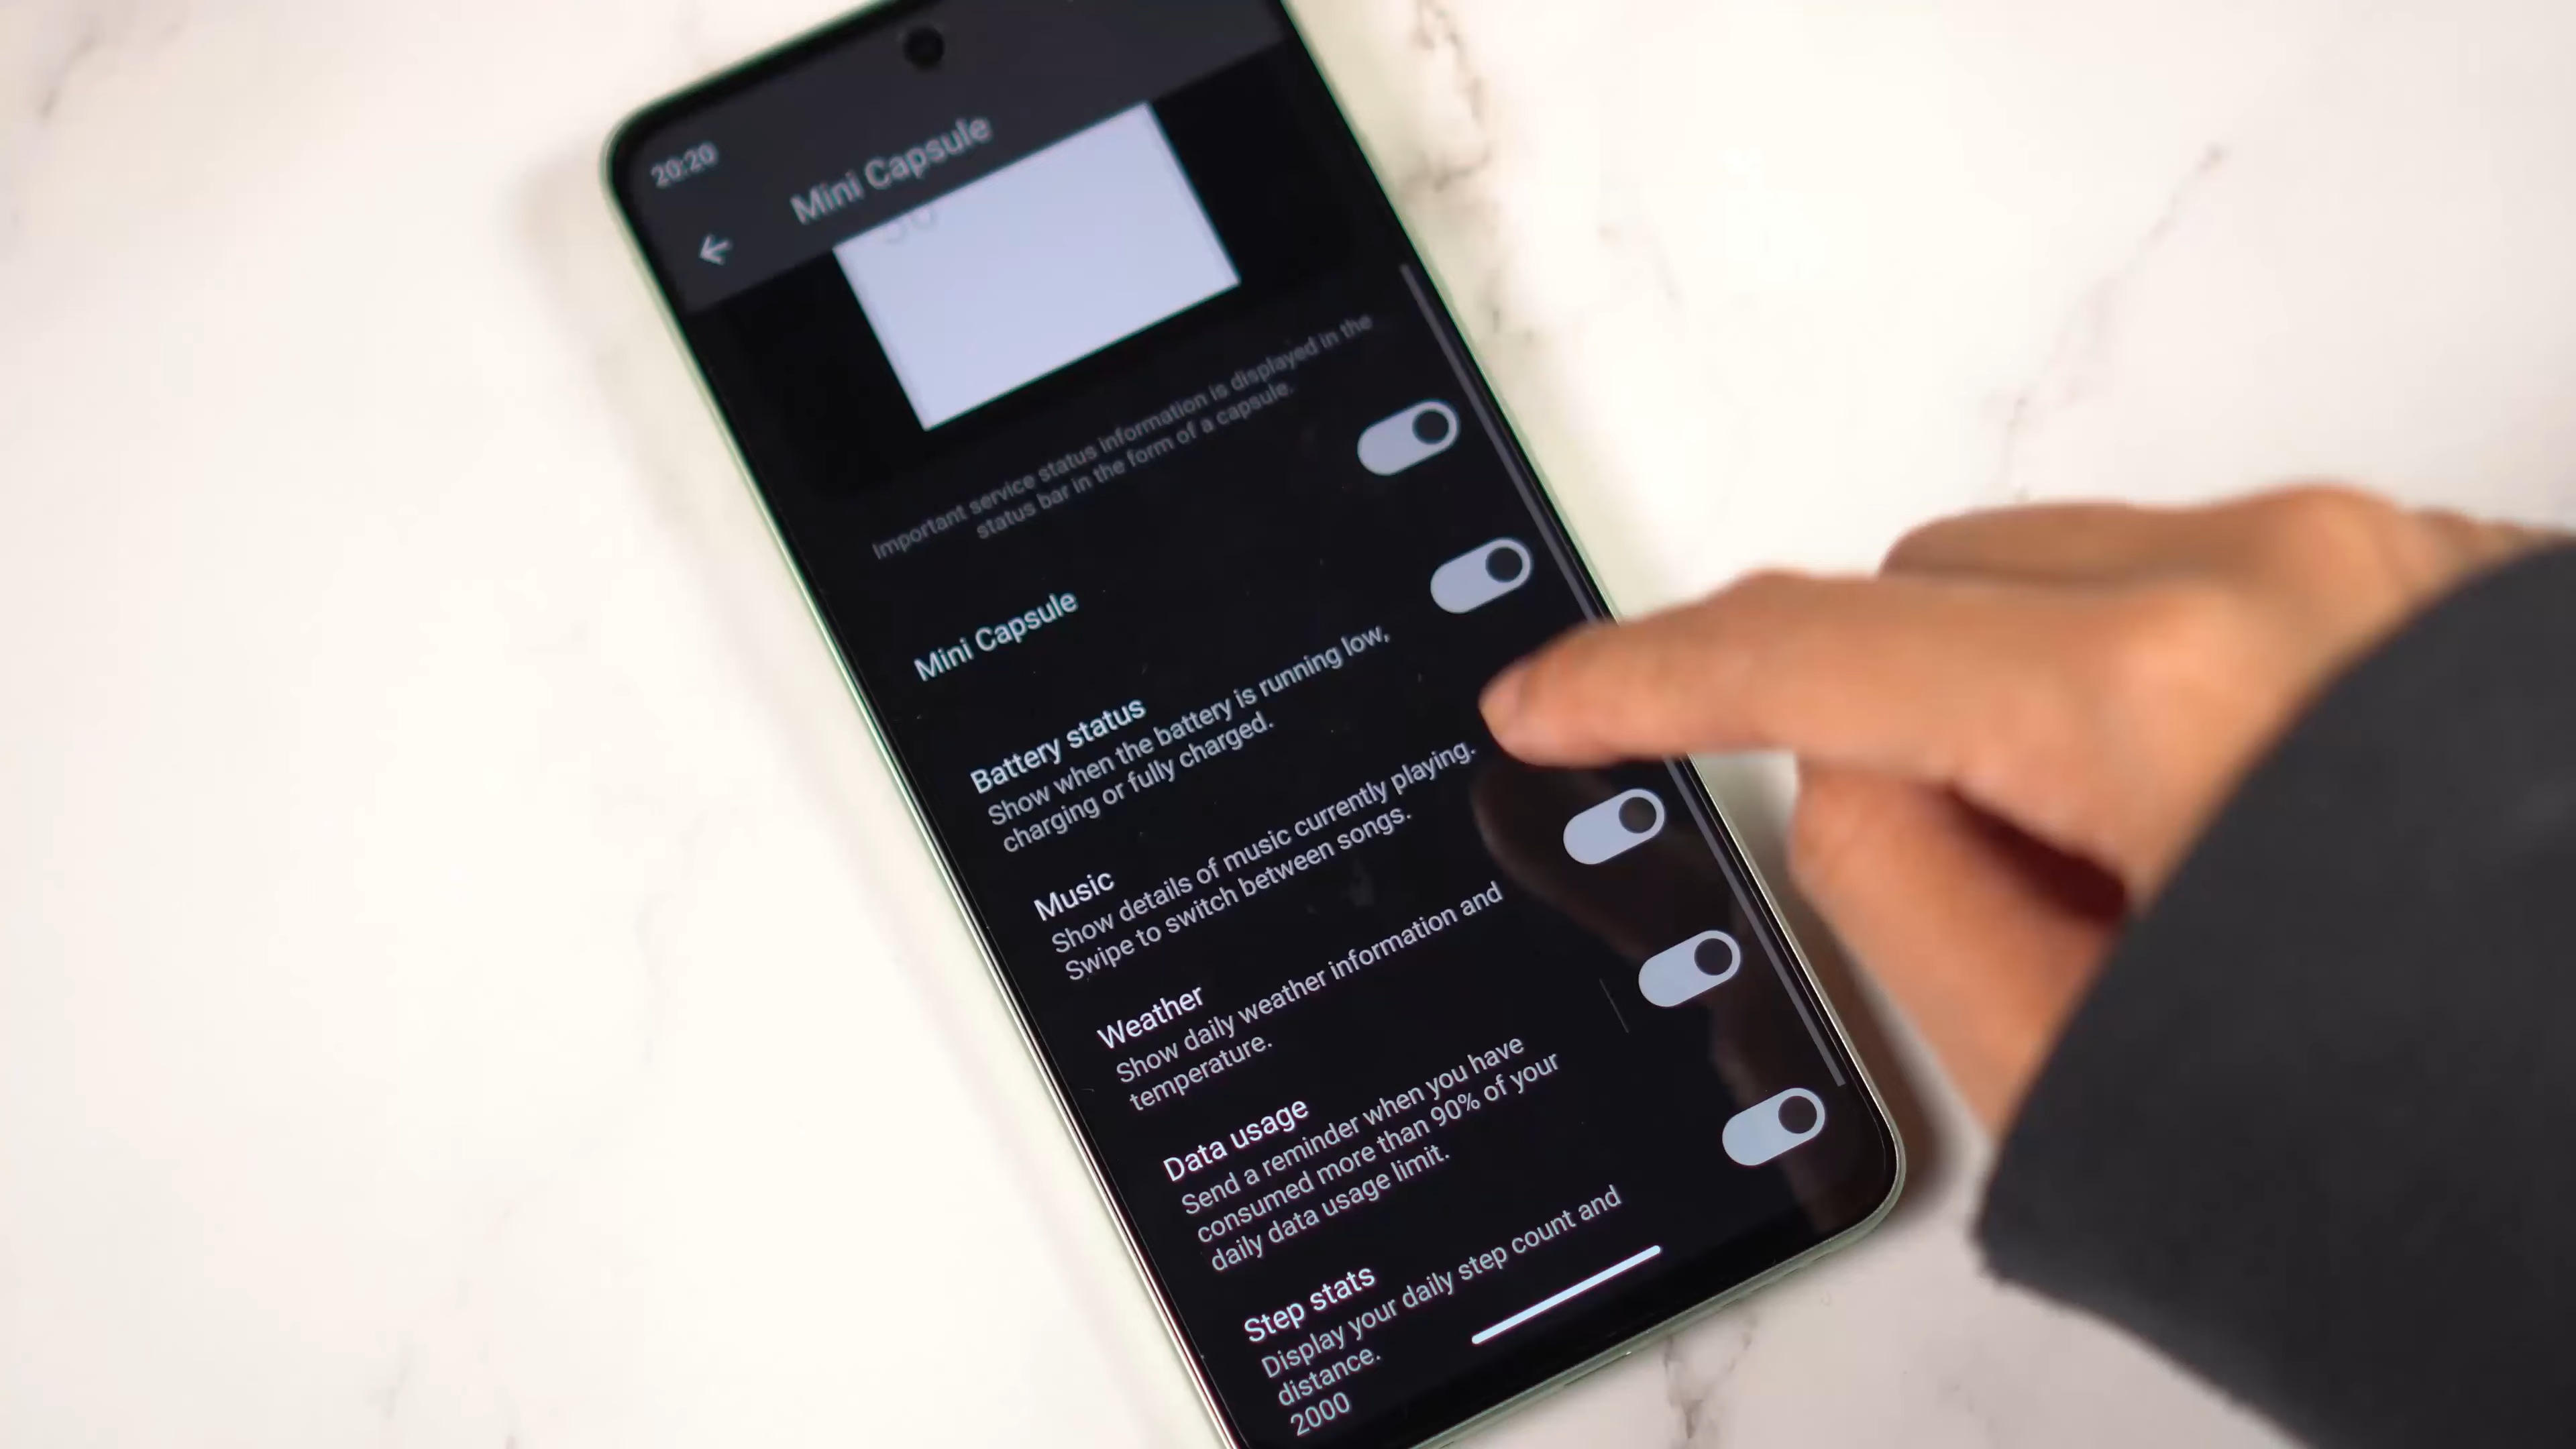 20:20
Mini Capsule
Important service status information is displayed in the
status bar in the form of a capsule.
Mini Capsule
Battery status
Show when the battery is running low,
charging or fully charged.
Music
Show details of music currently playing.
Swipe to switch between songs.
Weather
Show daily weather information and
temperature.
Data usage
Send a reminder when you have
consumed more than 90% of your
daily data usage limit.
Step stats
Display your daily step count and
distance.
2000